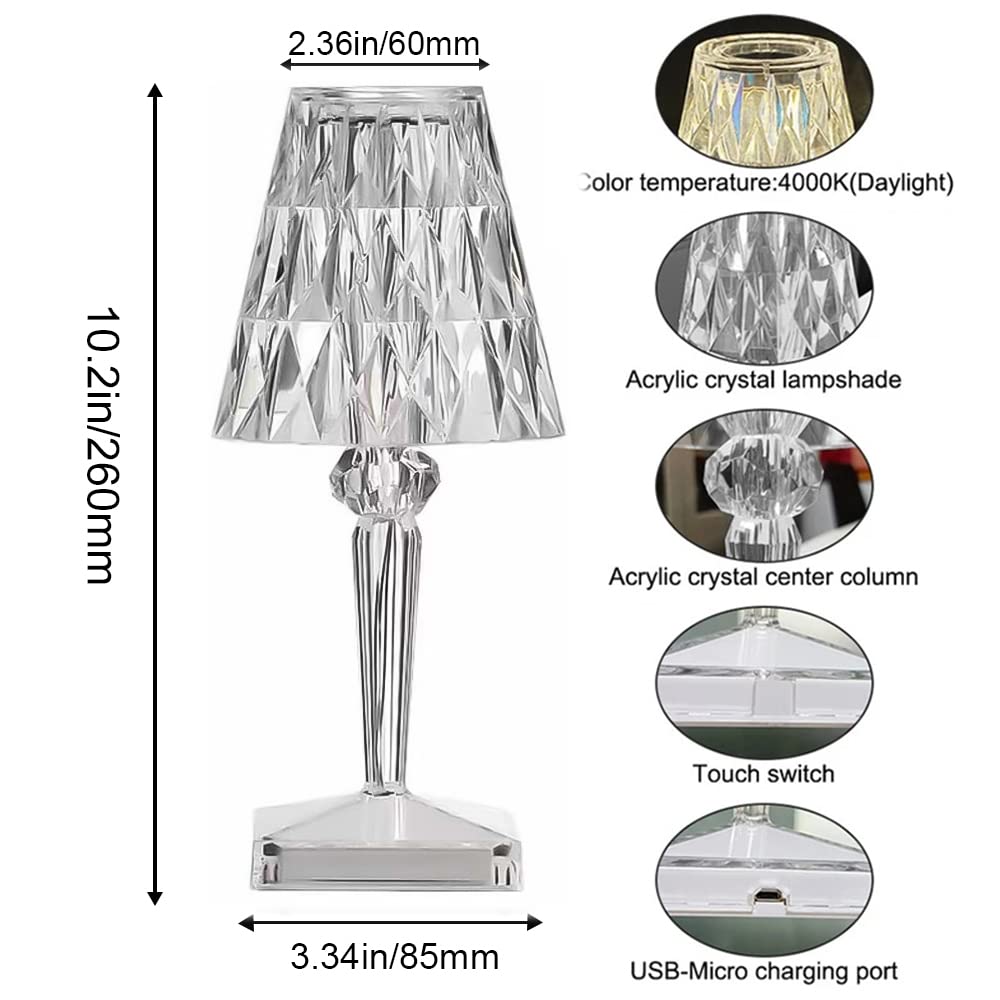 2.36in/60mm
10.2in/260mm
3.34in/85mm
Color temperature:4000K(Daylight)
Acrylic crystal lampshade
Acrylic crystal center column
Touch switch
USB-Micro charging port